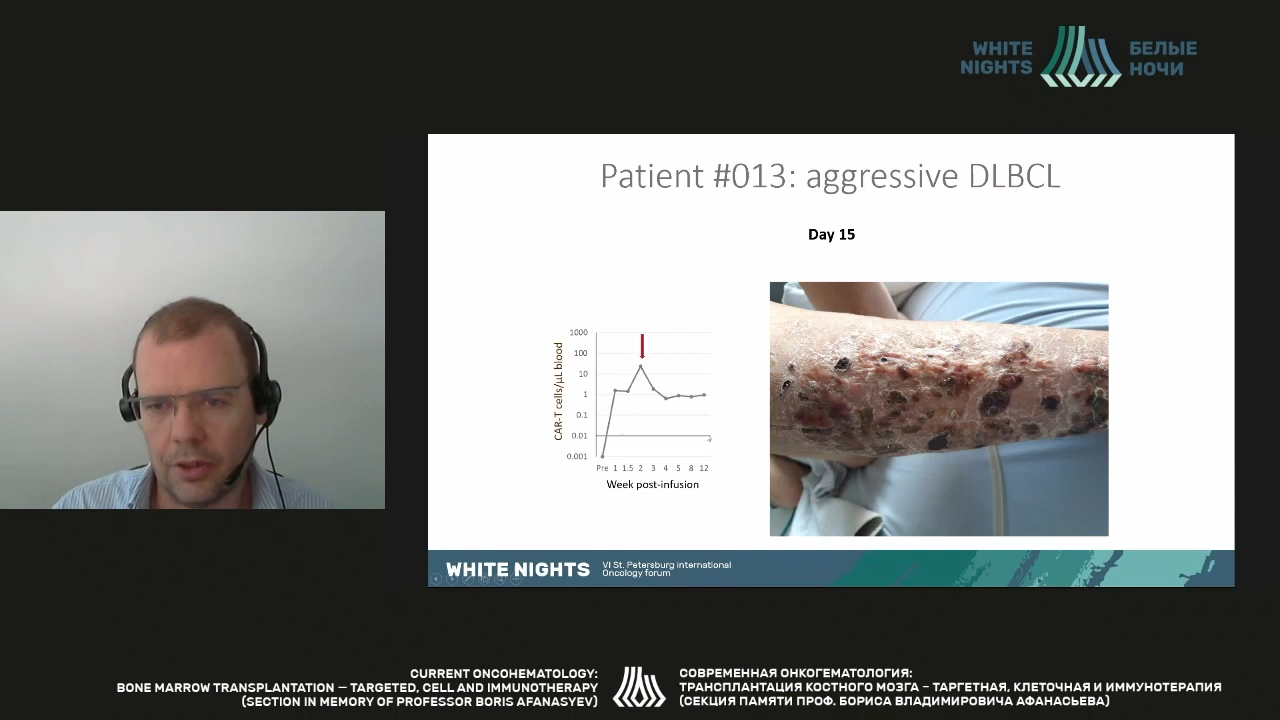 WHITE
NIGHTS
БЕЛЫЕ
НОЧИ
Patient #013: aggressive DLBCL
Day 15
CAR-T cells/µL blood
1000
100
10
1
0.1
0.01
0.001
Pre 1 1.5 2 3 4 5 8 12
Week post-infusion
WHITE NIGHTS
VI St. Petersburg international
Oncology forum
CURRENT ONCOHEMATOLOGY:
BONE MARROW TRANSPLANTATION – TARGETED, CELL AND IMMUNOTHERAPY
(SECTION IN MEMORY OF PROFESSOR BORIS AFANASYEV)
СОВРЕМЕННАЯ ОНКОГЕМАТОЛОГИЯ:
ТРАНСПЛАНТАЦИЯ КОСТНОГО МОЗГА – ТАРГЕТНАЯ, КЛЕТОЧНАЯ И ИММУНОТЕРАПИЯ
(СЕКЦИЯ ПАМЯТИ ПРОФ. БОРИСА ВЛАДИМИРОВИЧА АФАНАСЬЕВА)